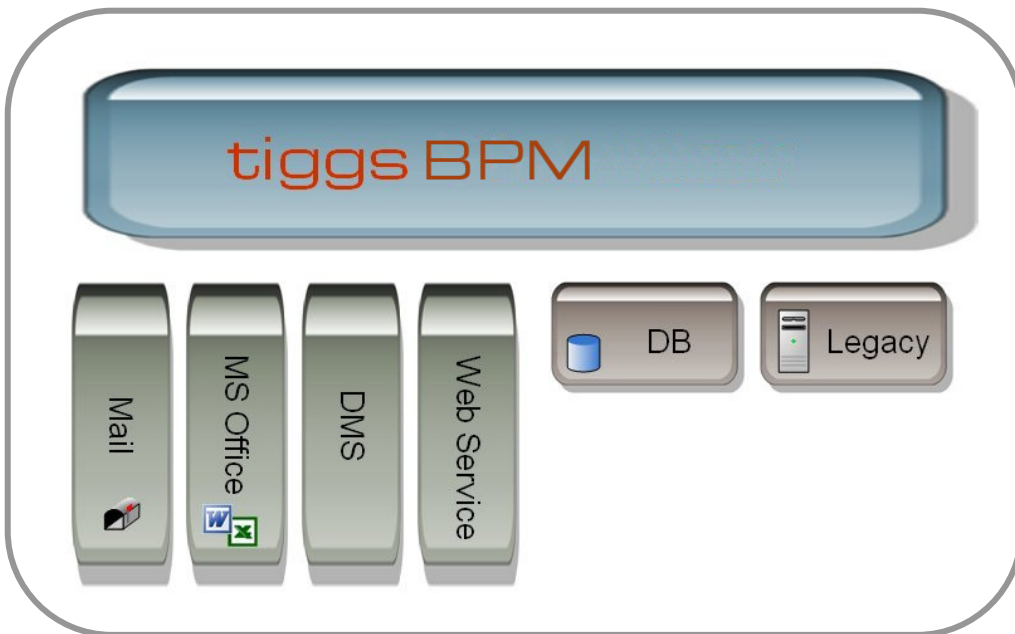 tiggs BPM
Mail
MS Office
DMS
Web Service
DB
Legacy